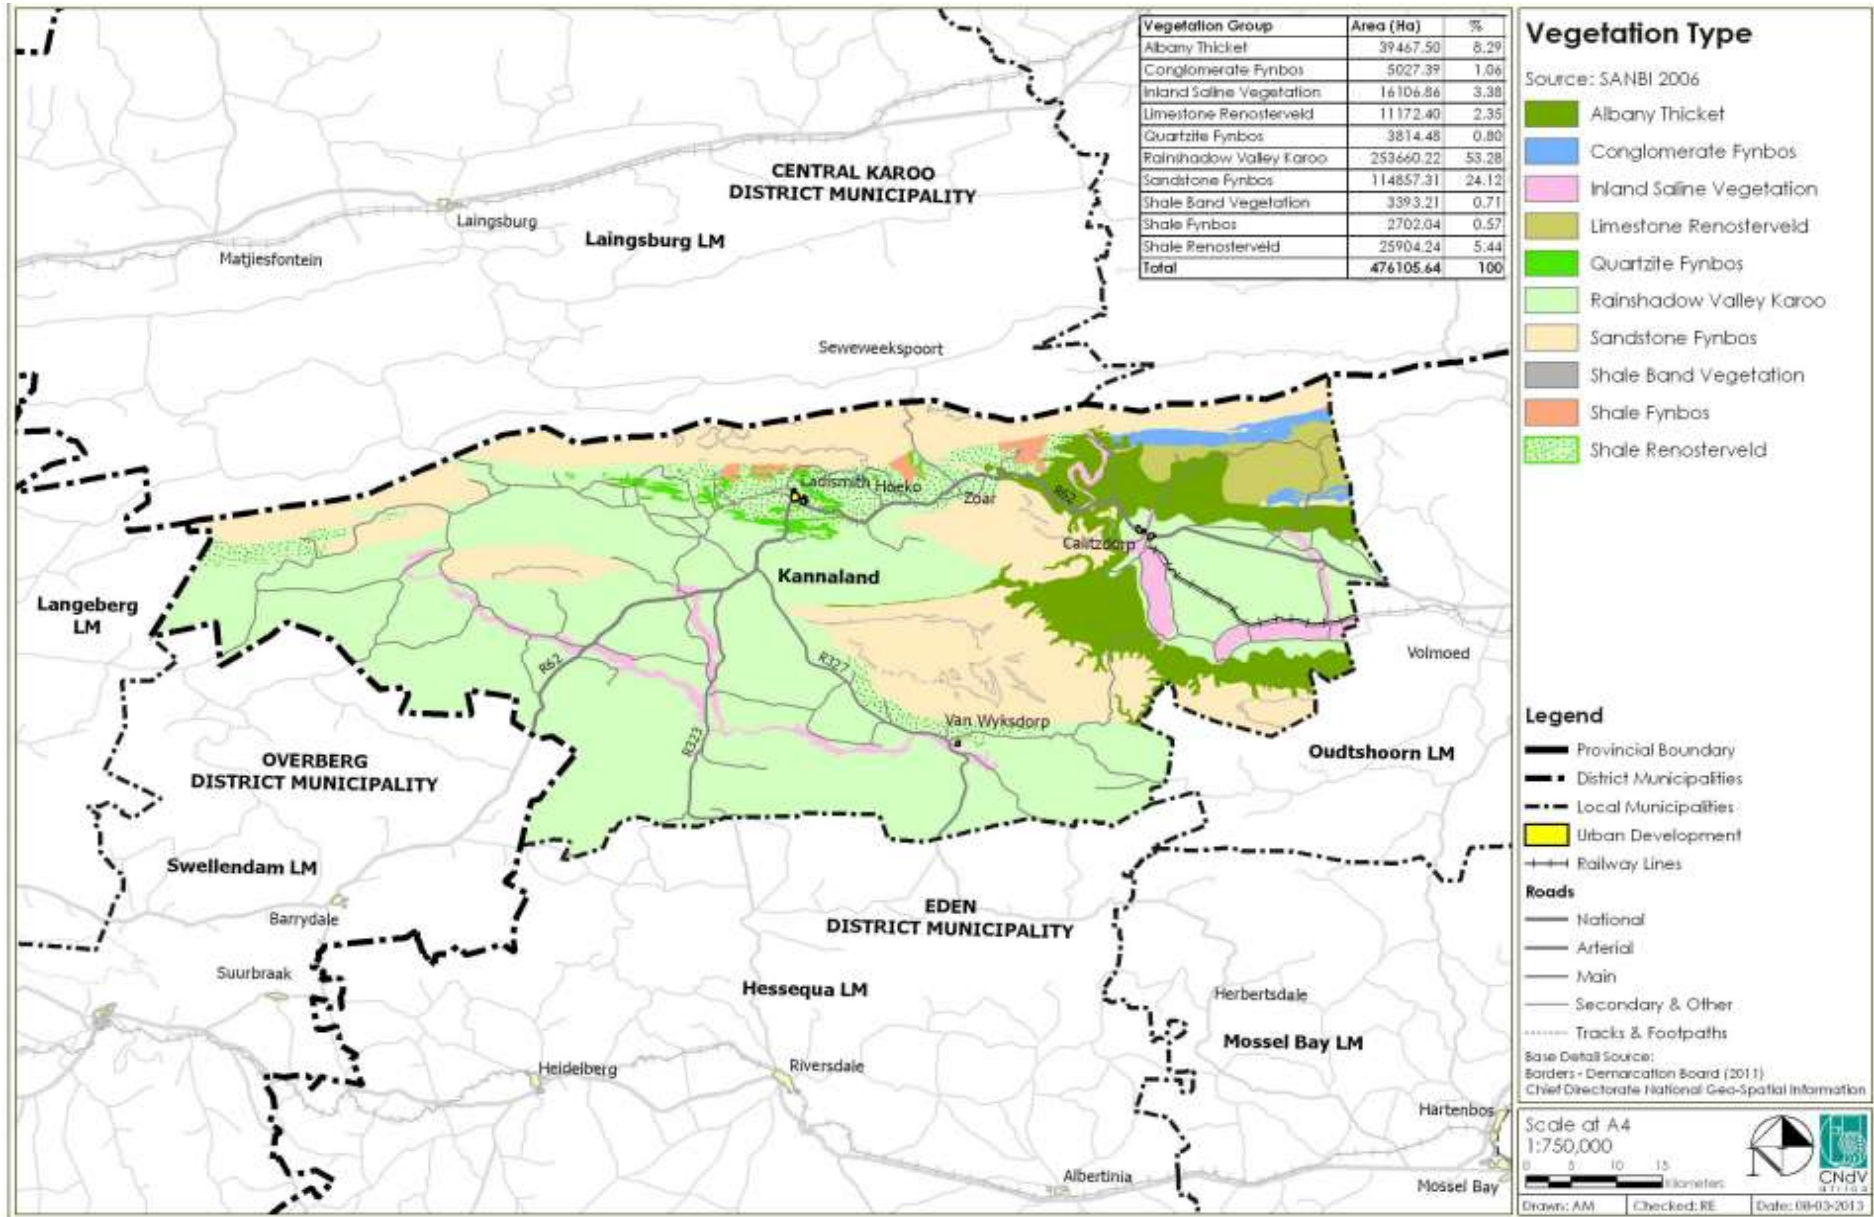 Vegetation Group Area (Ha) %
Albany Thicket 39467.50 8.29
Conglomerate Fynbos 5027.39 1.06
Inland Saline Vegetation 16106.86 3.38
Limestone Renosterveld 11172.40 2.35
Quartzite Fynbos 3814.48 0.80
Rainshadow Valley Karoo 253660.22 53.28
Sandstone Fynbos 114857.31 24.12
Shale Band Vegetation 3393.21 0.71
Shale Fynbos 2702.04 0.57
Shale Renosterveld 25904.24 5.44
Total 476105.64 100
CENTRAL KAROO
DISTRICT MUNICIPALITY
Laingsburg
Laingsburg LM
Matjiesfontein
Seweweekspoort
Ladismith
Hoeko
Zoar
R62
Calitzdorp
Kannaland
Langeberg
LM
Volmoed
R62
R327
Van Wyksdorp
R323
OVERBERG
DISTRICT MUNICIPALITY
Oudtshoorn LM
Swellendam LM
Barrydale
EDEN
DISTRICT MUNICIPALITY
Suurbraak
Hessequa LM
Herbertsdale
Mossel Bay LM
Heidelberg
Riversdale
Hartenbos
Albertinia
Mossel Bay
Vegetation Type
Source: SANBI 2006
Albany Thicket
Conglomerate Fynbos
Inland Saline Vegetation
Limestone Renosterveld
Quartzite Fynbos
Rainshadow Valley Karoo
Sandstone Fynbos
Shale Band Vegetation
Shale Fynbos
Shale Renosterveld
Legend
Provincial Boundary
District Municipalities
Local Municipalities
Urban Development
Railway Lines
Roads
National
Arterial
Main
Secondary & Other
Tracks & Footpaths
Base Detail Source:
Borders - Demarcation Board (2011)
Chief Directorate National Geo-Spatial Information
Scale at A4
1:750,000
0 5 10 15
Kilometers
CNdV
africa
Drawn: AM Checked: RE Date: 08-03-2013